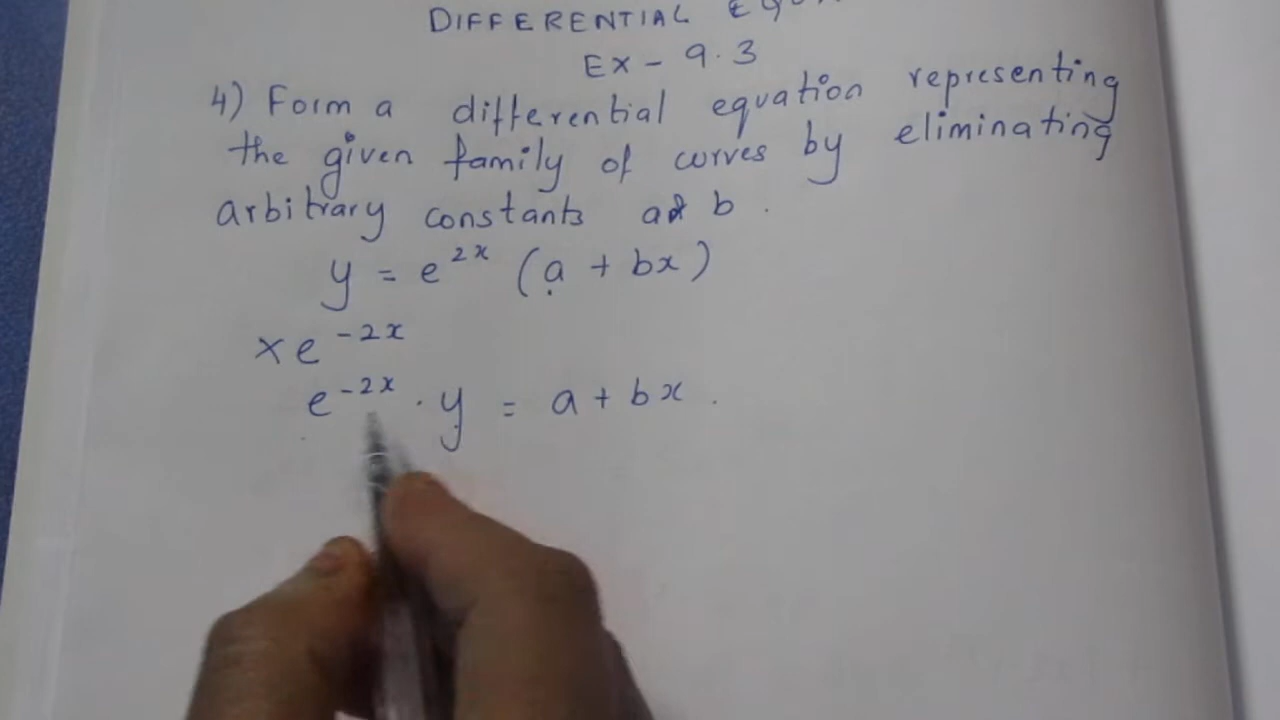 DIFFERENTIAL
Ex - 9.3
4) Form a differential equation representing
the given family of curves by eliminating
arbitrary constants a & b .
y = e^{2x} (a + bx)
× e^{-2x}
e^{-2x} · y = a + bx .